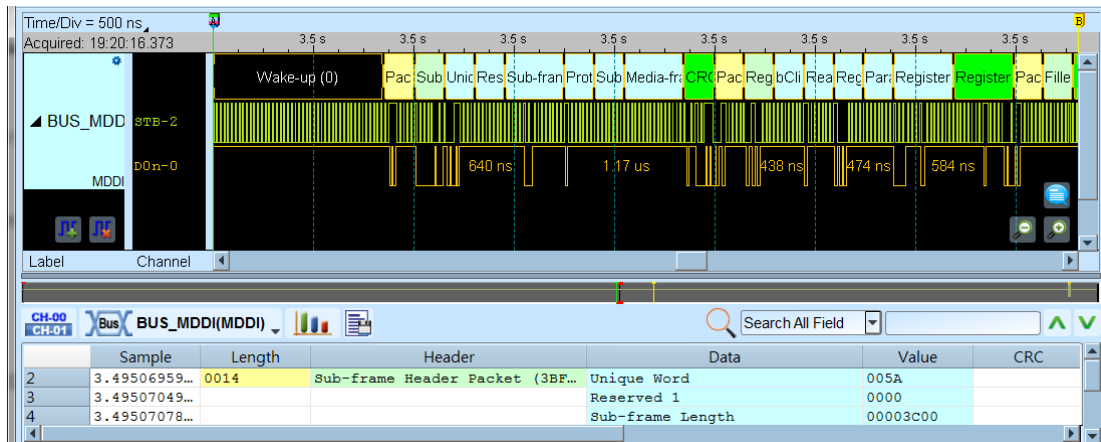 Time/Div = 500 ns
A
B
Acquired: 19:20:16.373
3.5 s 3.5 s 3.5 s 3.5 s 3.5 s 3.5 s 3.5 s 3.5 s
Wake-up (0) Pac Sub Unic Res Sub-fran Prot Sub Media-fr CRC Pac Reg bCli Rea Reg Para Register Register Pac Fille
BUS_MDD STB-2
D0n-0 640 ns 1.17 us 438 ns 474 ns 584 ns
MDDI
Label Channel
CH-00
CH-01
Bus BUS_MDDI(MDDI) Search All Field
Sample Length Header Data Value CRC
2 3.49506959… 0014 Sub-frame Header Packet (3BF… Unique Word 005A
3 3.49507049… Reserved 1 0000
4 3.49507078… Sub-frame Length 00003C00